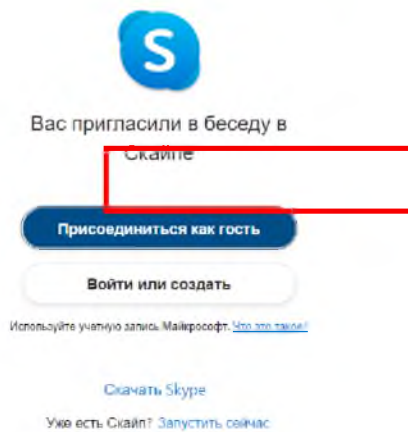 S
Вас пригласили в беседу в
Скайпе
Присоединиться как гость
Войти или создать
Используйте учетную запись Майкрософт. Что это такое?
Скачать Skype
Уже есть Скайп? Запустить сейчас